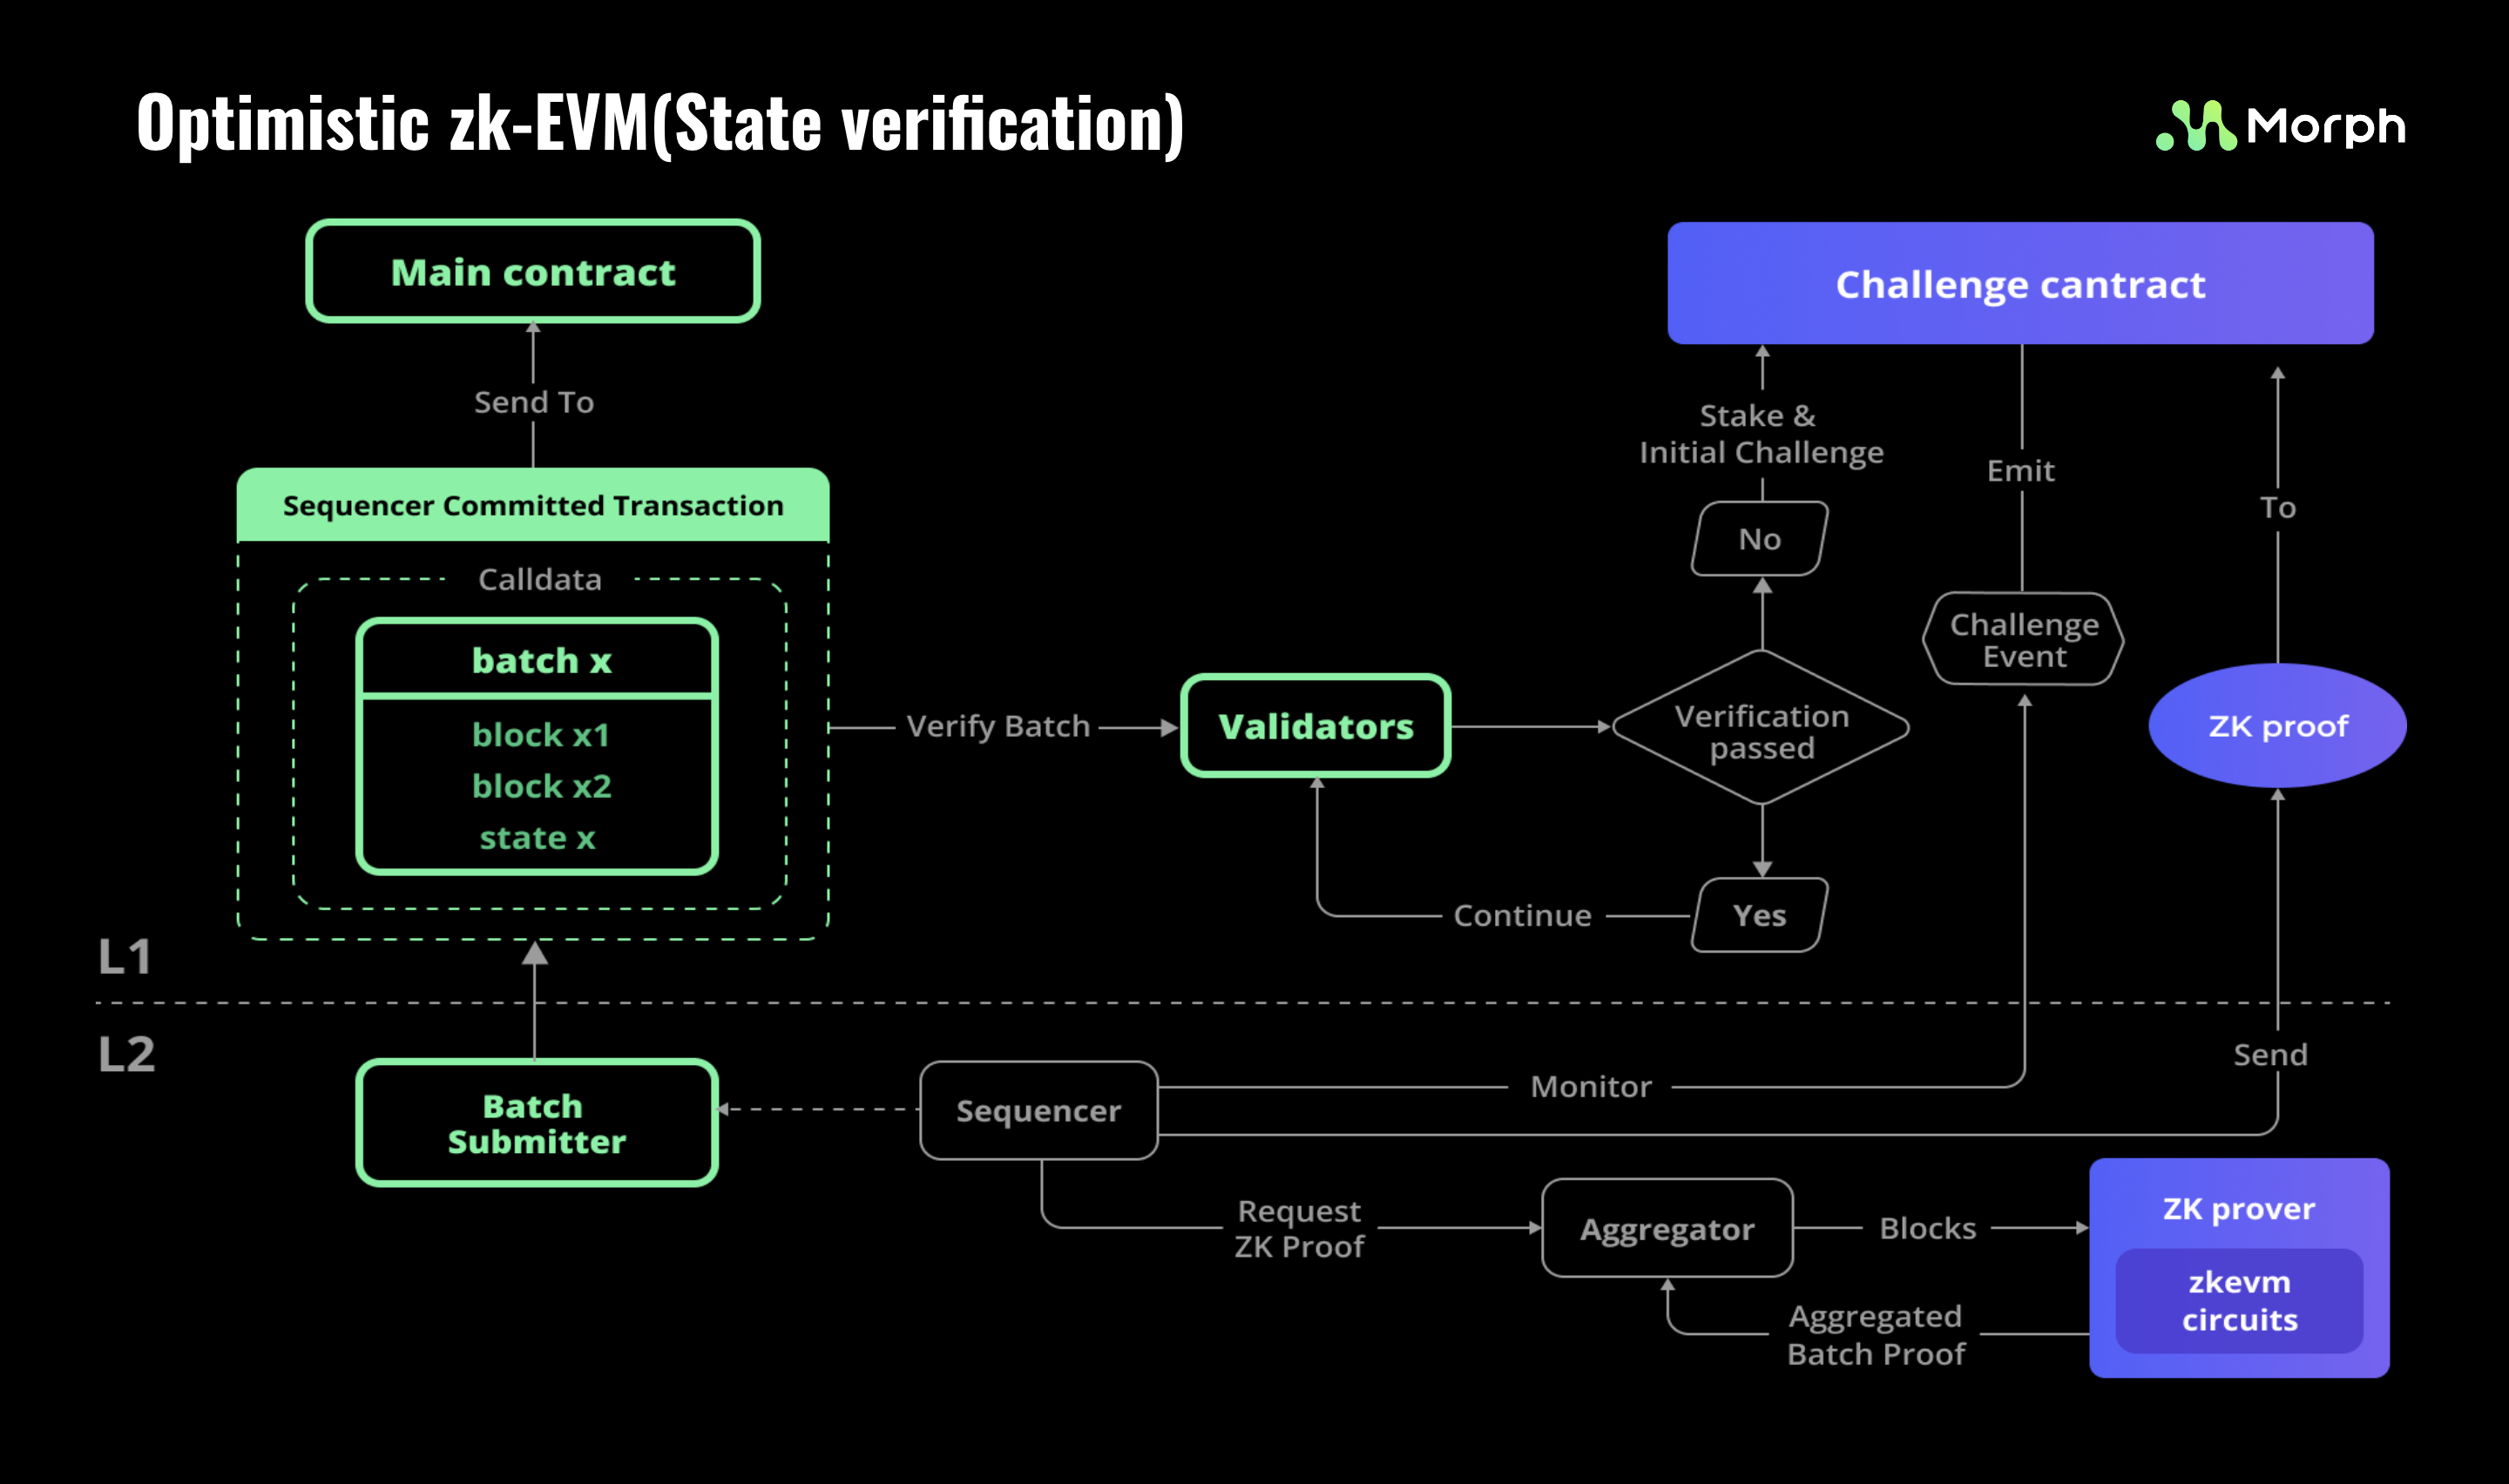 Optimistic zk-EVM(State verification)
Morph
Main contract
Challenge cantract
Send To
Stake &
Initial Challenge
Emit
To
Sequencer Committed Transaction
No
Calldata
Challenge
Event
batch x
block x1
block x2
state x
Verify Batch
Validators
Verification
passed
ZK proof
Continue
Yes
L1
L2
Send
Batch
Submitter
Sequencer
Monitor
Request
ZK Proof
Aggregator
Blocks
ZK prover
zkevm
circuits
Aggregated
Batch Proof